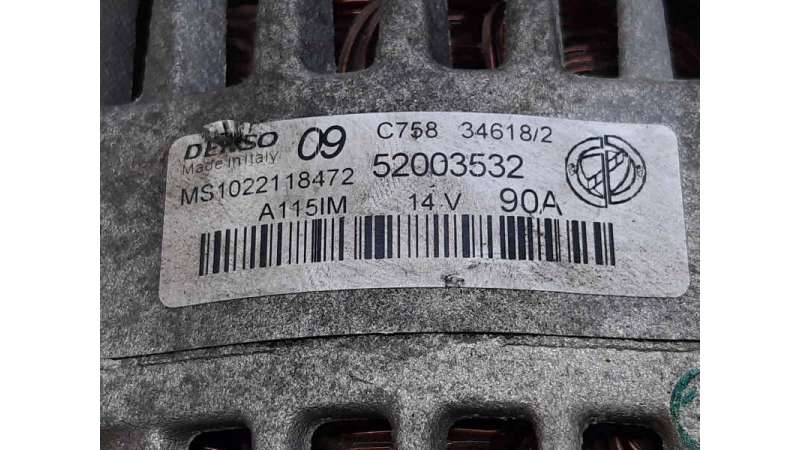 DENSO 09 C758 34618/2
Made in Italy
MS1022118472 52003532
A115IM 14 V 90A